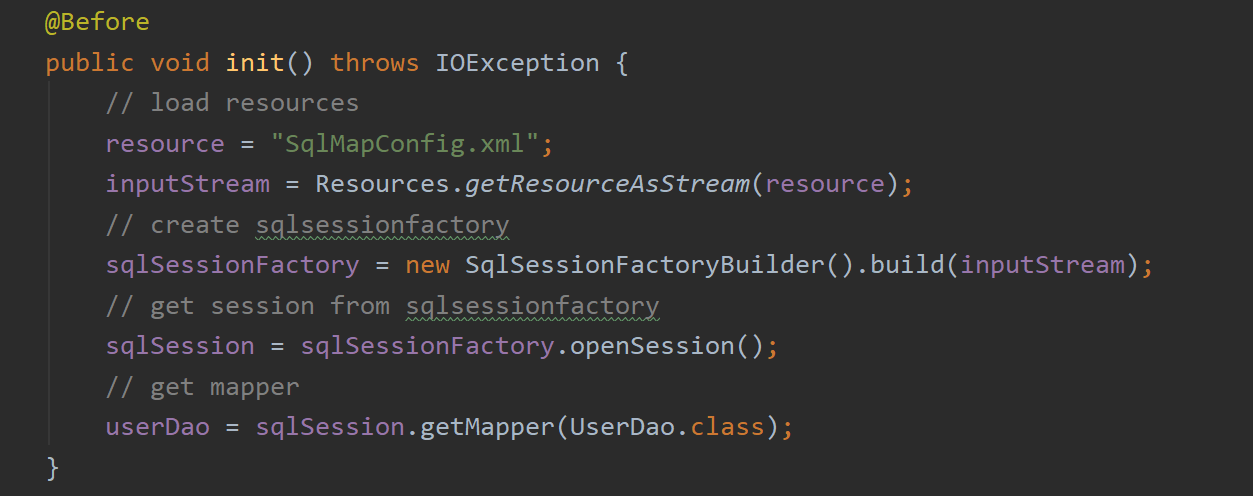 @Before
public void init() throws IOException {
// load resources
resource = "SqlMapConfig.xml";
inputStream = Resources.getResourceAsStream(resource);
// create sqlsessionfactory
sqlSessionFactory = new SqlSessionFactoryBuilder().build(inputStream);
// get session from sqlsessionfactory
sqlSession = sqlSessionFactory.openSession();
// get mapper
userDao = sqlSession.getMapper(UserDao.class);
}